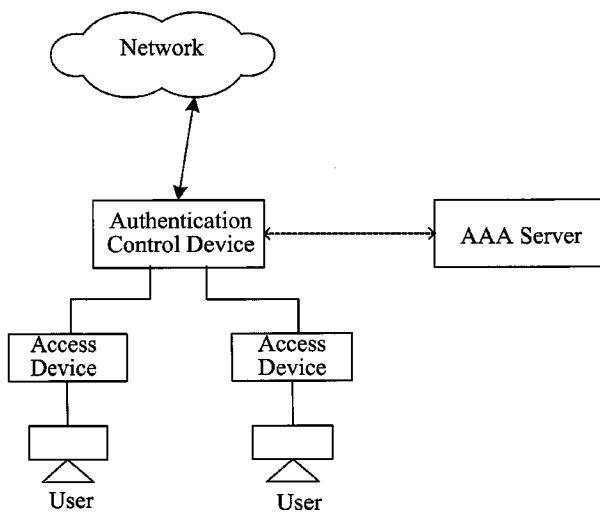 Network
Authentication
Control Device
AAA Server
Access
Device
Access
Device
User
User